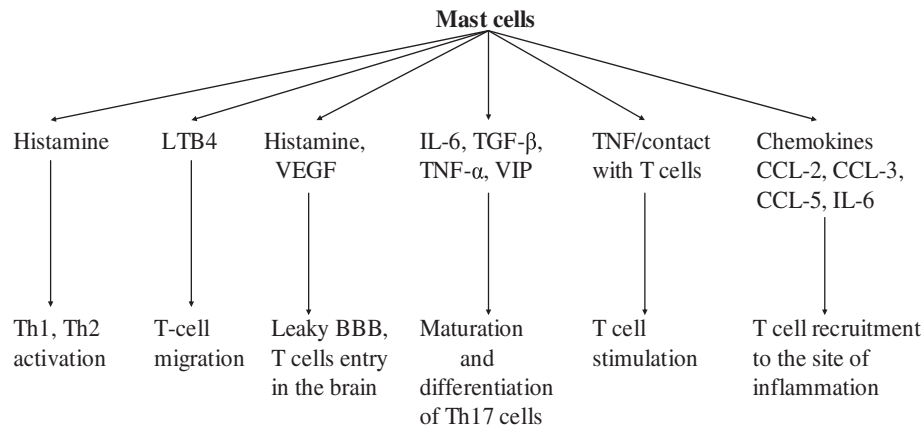 Mast cells
Histamine
LTB4
Histamine,
VEGF
IL-6, TGF-β,
TNF-α, VIP
TNF/contact
with T cells
Chemokines
CCL-2, CCL-3,
CCL-5, IL-6
Th1, Th2
activation
T-cell
migration
Leaky BBB,
T cells entry
in the brain
Maturation
and
differentiation
of Th17 cells
T cell
stimulation
T cell recruitment
to the site of
inflammation